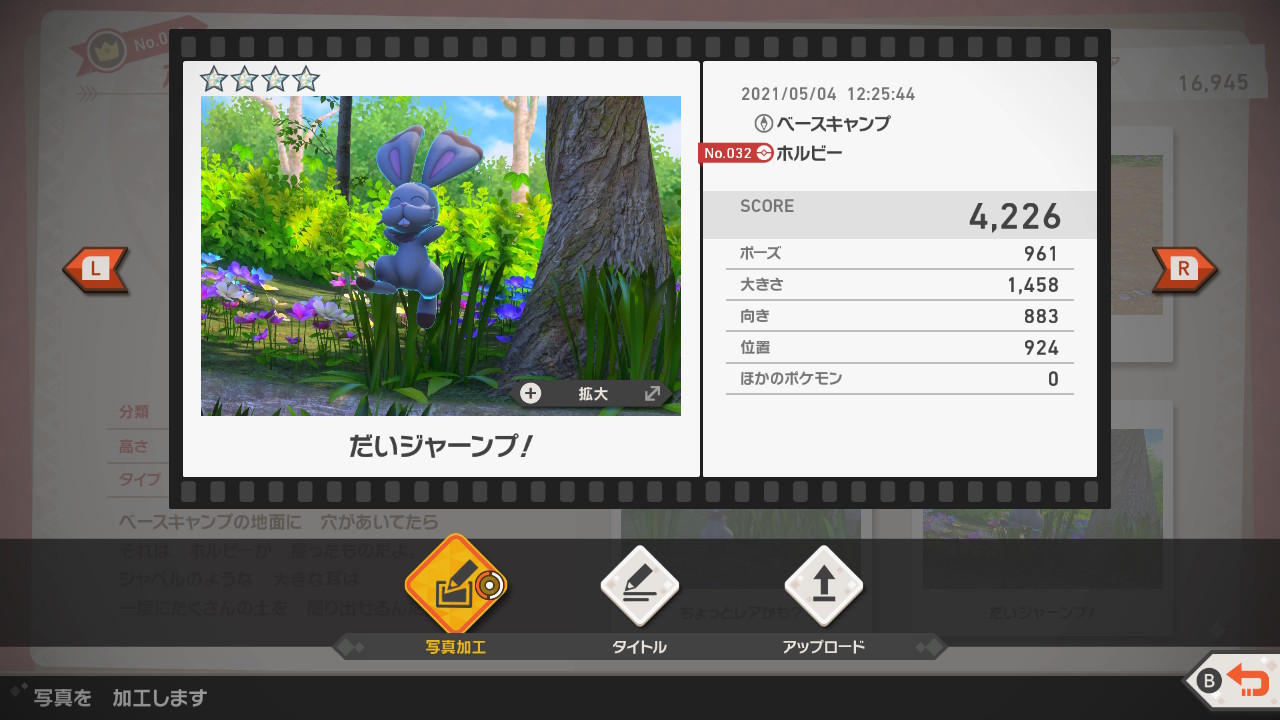 No.0
16,945
2021/05/04 12:25:44
ベースキャンプ
No.032 ホルビー
SCORE 4,226
ポーズ 961
大きさ 1,458
向き 883
位置 924
ほかのポケモン 0
+ 拡大
だいジャーンプ!
L
R
分類
高さ
タイプ
ベースキャンプの地面に 穴があいてたら
それは ホルビーが 掘ったものだよ。
シャベルのような 大きな耳は
ちょっとレアかも?
だいジャーンプ!
写真加工
タイトル
アップロード
B
写真を 加工します